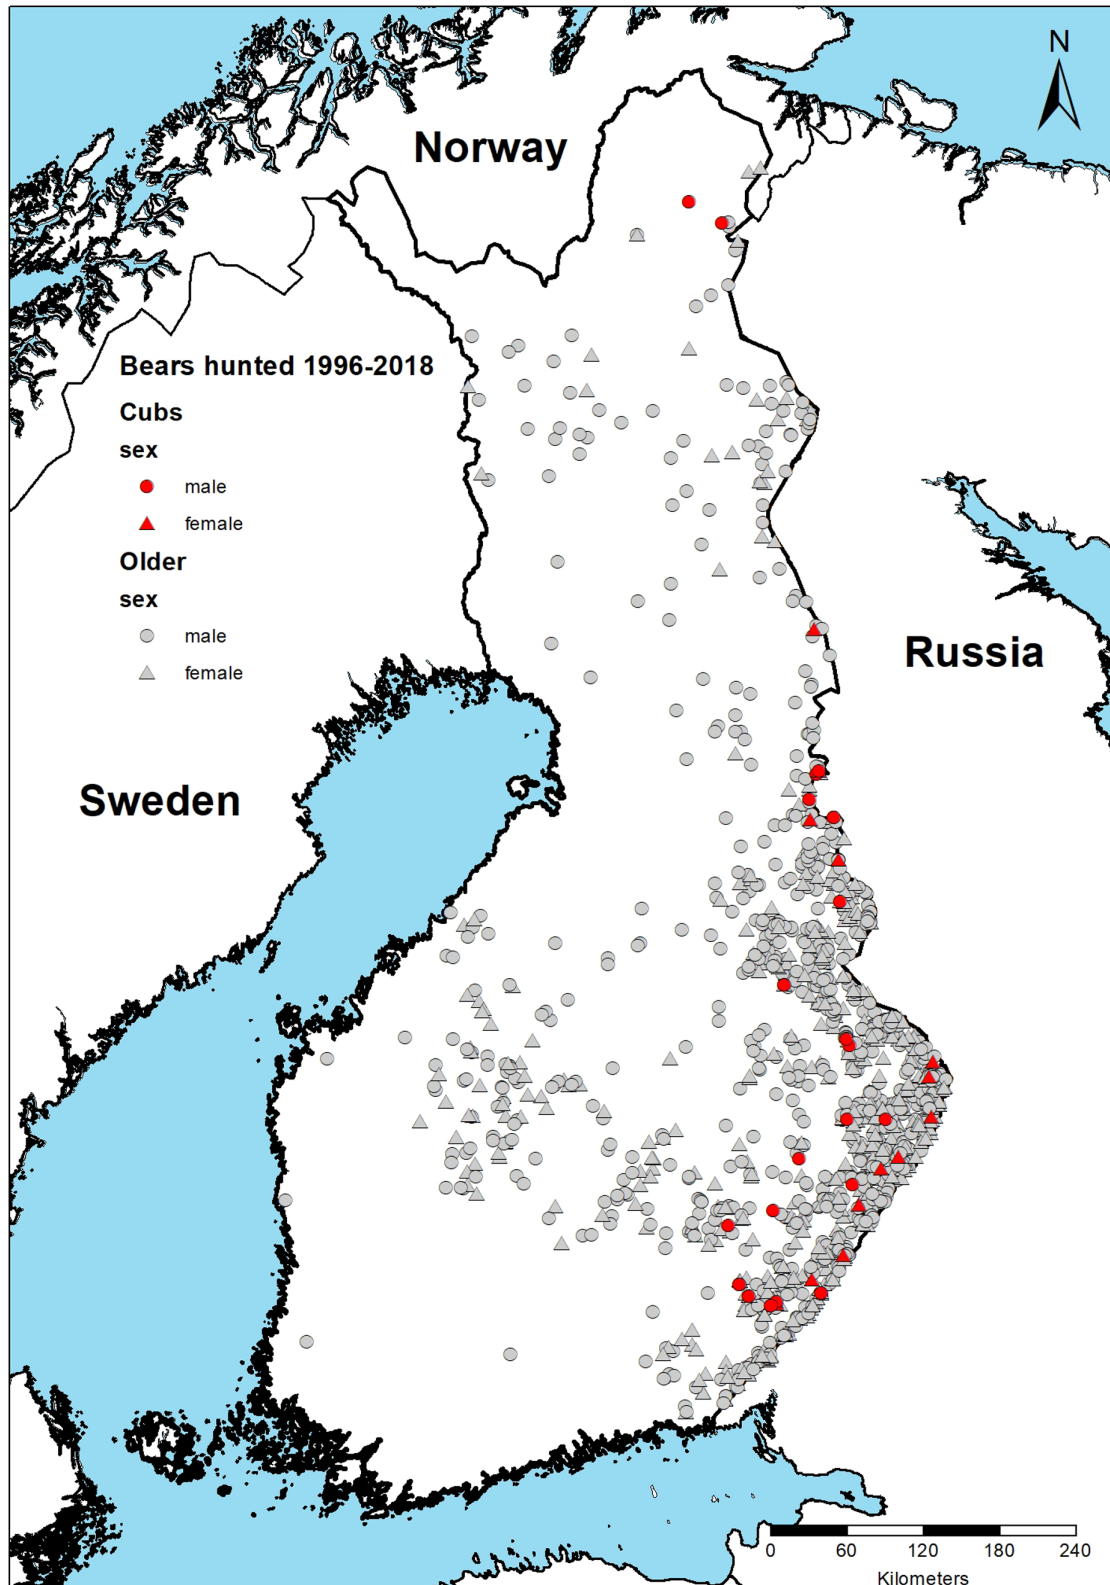 N
Norway
Bears hunted 1996-2018
Cubs
sex
male
female
Older
sex
male
female
Russia
Sweden
0 60 120 180 240
Kilometers